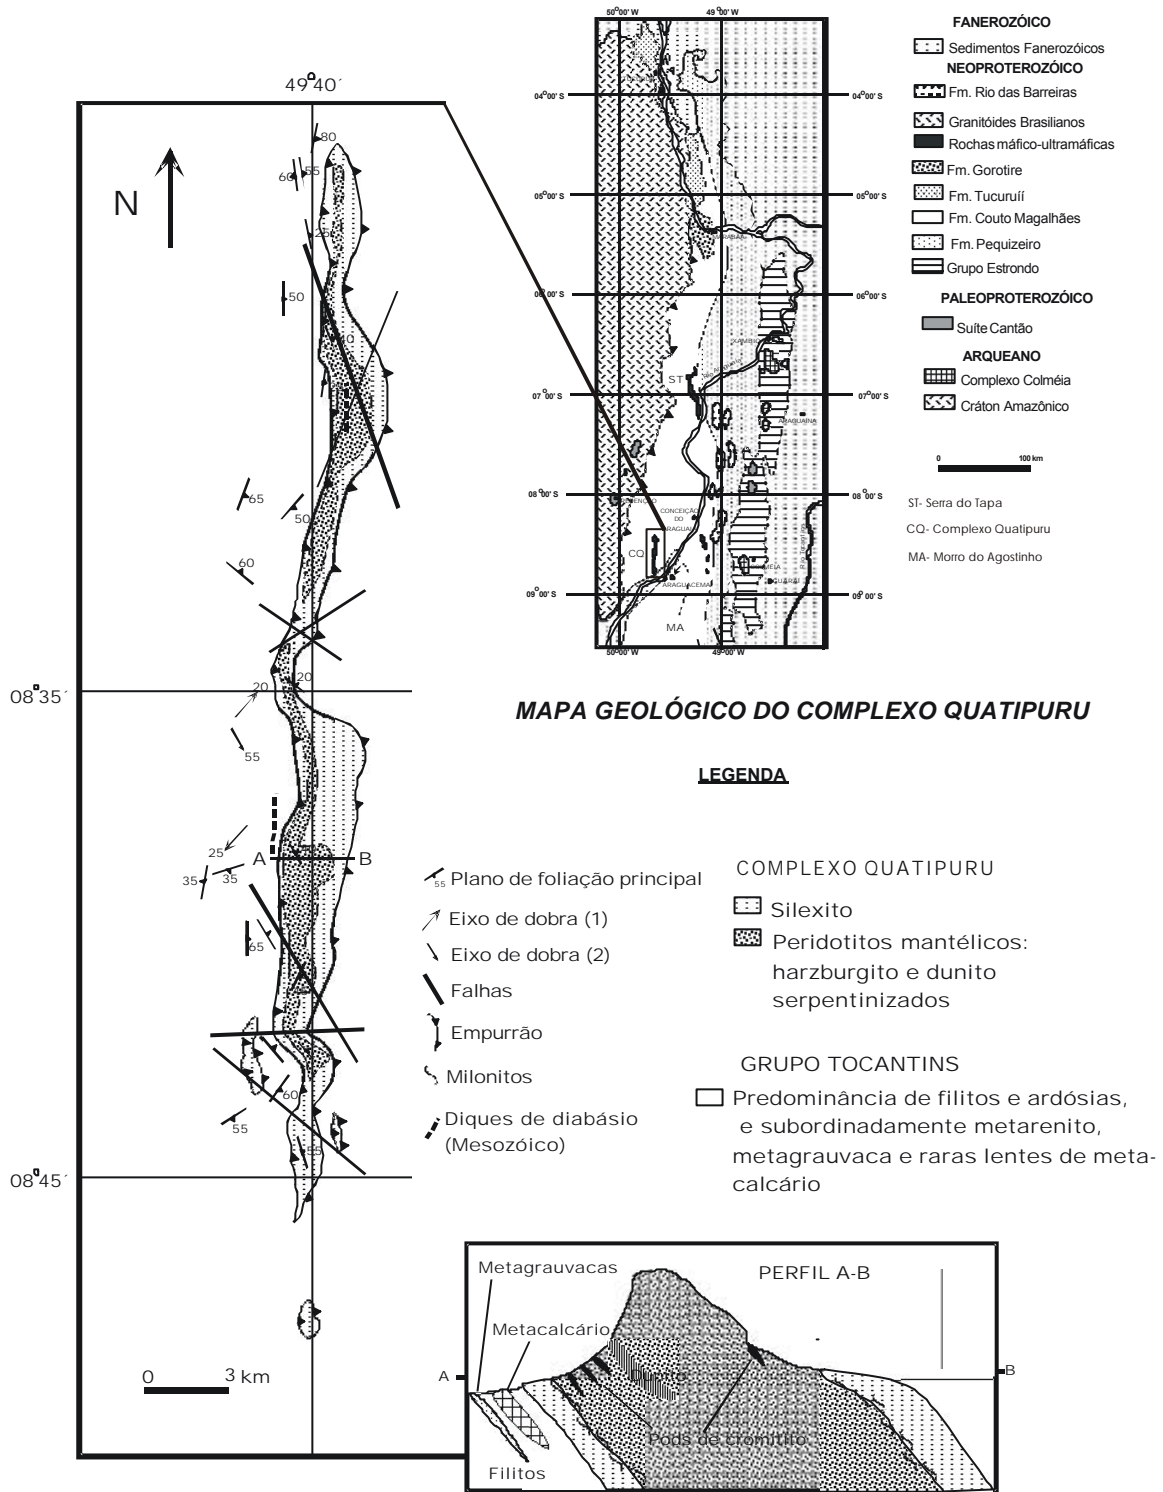 49°40´
N
80
60
55
25
50
65
50
60
20
20
55
25
A
B
35
35
65
60
55
55
08°35´
08°45´
0 3 km
50°00' W
49°00' W
04°00' S
04°00' S
05°00' S
05°00' S
06°00' S
06°00' S
07°00' S
07°00' S
08°00' S
08°00' S
09°00' S
09°00' S
50°00' W
49°00' W
ST
CONCEIÇÃO
DO
CQ
ARAGUACEMA
ARAGUAÍNA
MA
FANEROZÓICO
Sedimentos Fanerozóicos
NEOPROTEROZÓICO
Fm. Rio das Barreiras
Granitóides Brasilianos
Rochas máfico-ultramáficas
Fm. Gorotire
Fm. Tucuruíí
Fm. Couto Magalhães
Fm. Pequizeiro
Grupo Estrondo
PALEOPROTEROZÓICO
Suíte Cantão
ARQUEANO
Complexo Colméia
Cráton Amazônico
0 100 km
ST- Serra do Tapa
CQ- Complexo Quatipuru
MA- Morro do Agostinho
MAPA GEOLÓGICO DO COMPLEXO QUATIPURU
LEGENDA
55 Plano de foliação principal
Eixo de dobra (1)
Eixo de dobra (2)
Falhas
Empurrão
Milonitos
Diques de diabásio
(Mesozóico)
COMPLEXO QUATIPURU
Silexito
Peridotitos mantélicos:
harzburgito e dunito
serpentinizados
GRUPO TOCANTINS
Predominância de filitos e ardósias,
e subordinadamente metarenito,
metagrauvaca e raras lentes de meta-
calcário
PERFIL A-B
Metagrauvacas
Metacalcário
A
B
Dunito
Pods de cromitito
Filitos